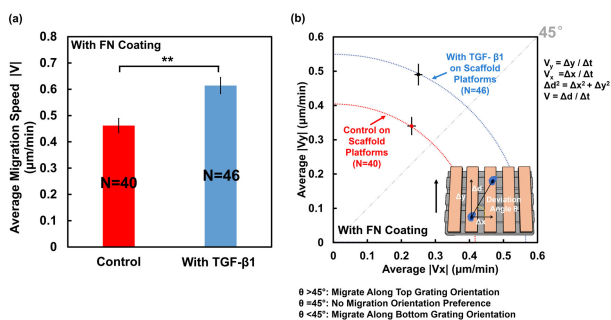 (a)
With FN Coating
**
Average Migration Speed |V|
(μm/min)
0.8
0.7
0.6
0.5
0.4
0.3
0.2
0.1
0
N=40
N=46
Control
With TGF-β1
(b)
45°
With TGF- β1
on Scaffold
Platforms
(N=46)
Control on
Scaffold
Platforms
(N=40)
Average |Vy| (μm/min)
0.6
0.5
0.4
0.3
0.2
0.1
0
0
0.1
0.2
0.3
0.4
0.5
0.6
Average |Vx| (μm/min)
With FN Coating
Δy
Δd
Deviation
Angle θ
Δx
Vy = Δy / Δt
Vx =Δx / Δt
Δd² = Δx² + Δy²
V = Δd / Δt
θ >45°: Migrate Along Top Grating Orientation
θ =45°: No Migration Orientation Preference
θ <45°: Migrate Along Bottom Grating Orientation